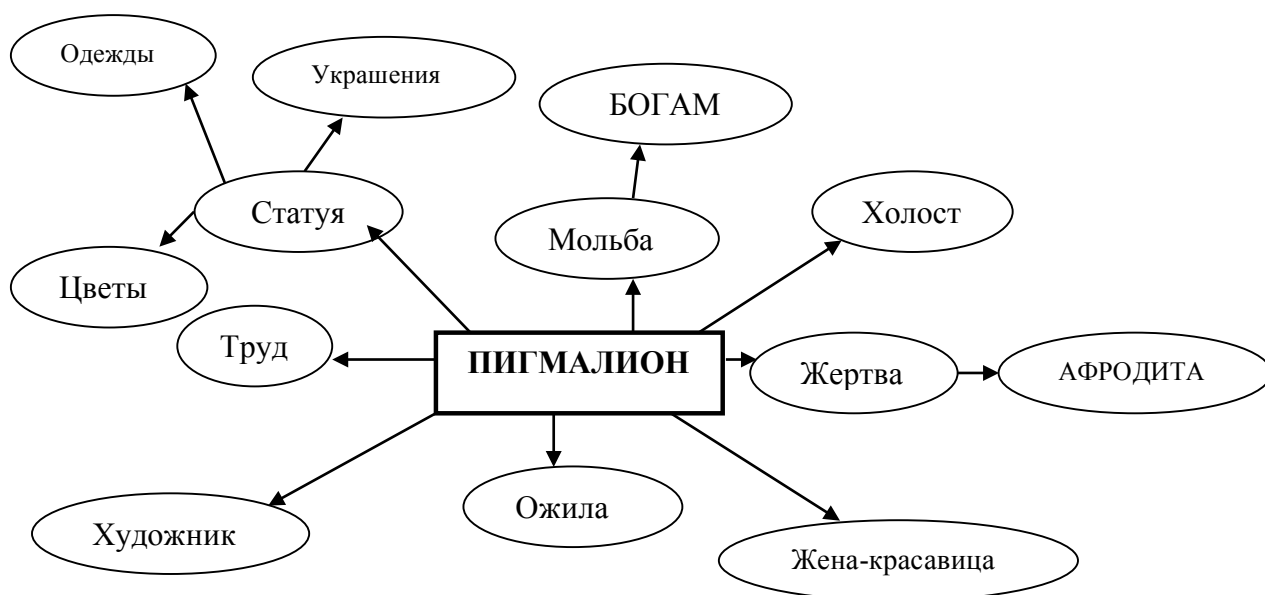 Одежды
Украшения
БОГАМ
Статуя
Мольба
Холост
Цветы
Труд
ПИГМАЛИОН
Жертва
АФРОДИТА
Художник
Ожила
Жена-красавица